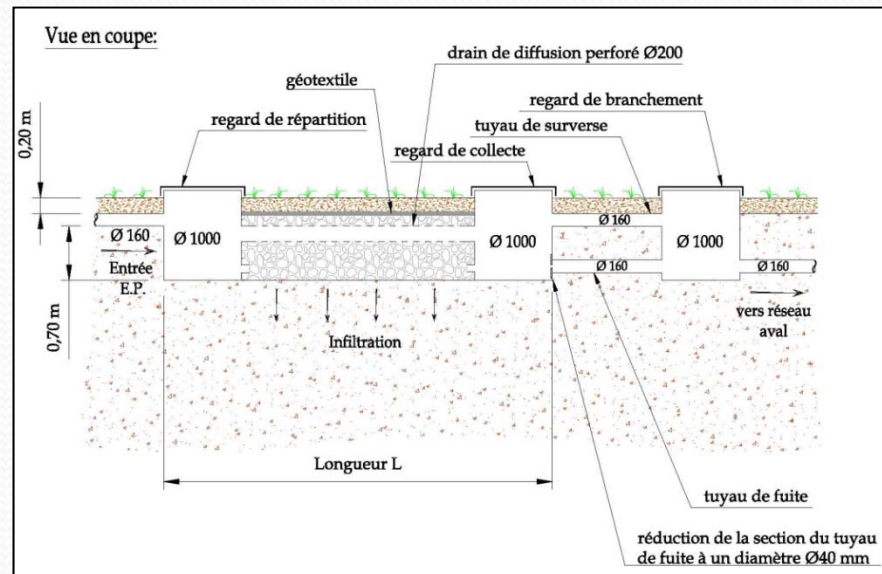 Vue en coupe:
drain de diffusion perforé Ø200
géotextile
regard de branchement
regard de répartition
tuyau de surverse
regard de collecte
0,20 m
Ø 160
Ø 160
Ø 1000
Ø 1000
Ø 1000
Entrée
E.P.
Ø 160
Ø 160
0,70 m
Infiltration
vers réseau
aval
Longueur L
tuyau de fuite
réduction de la section du tuyau
de fuite à un diamètre Ø40 mm